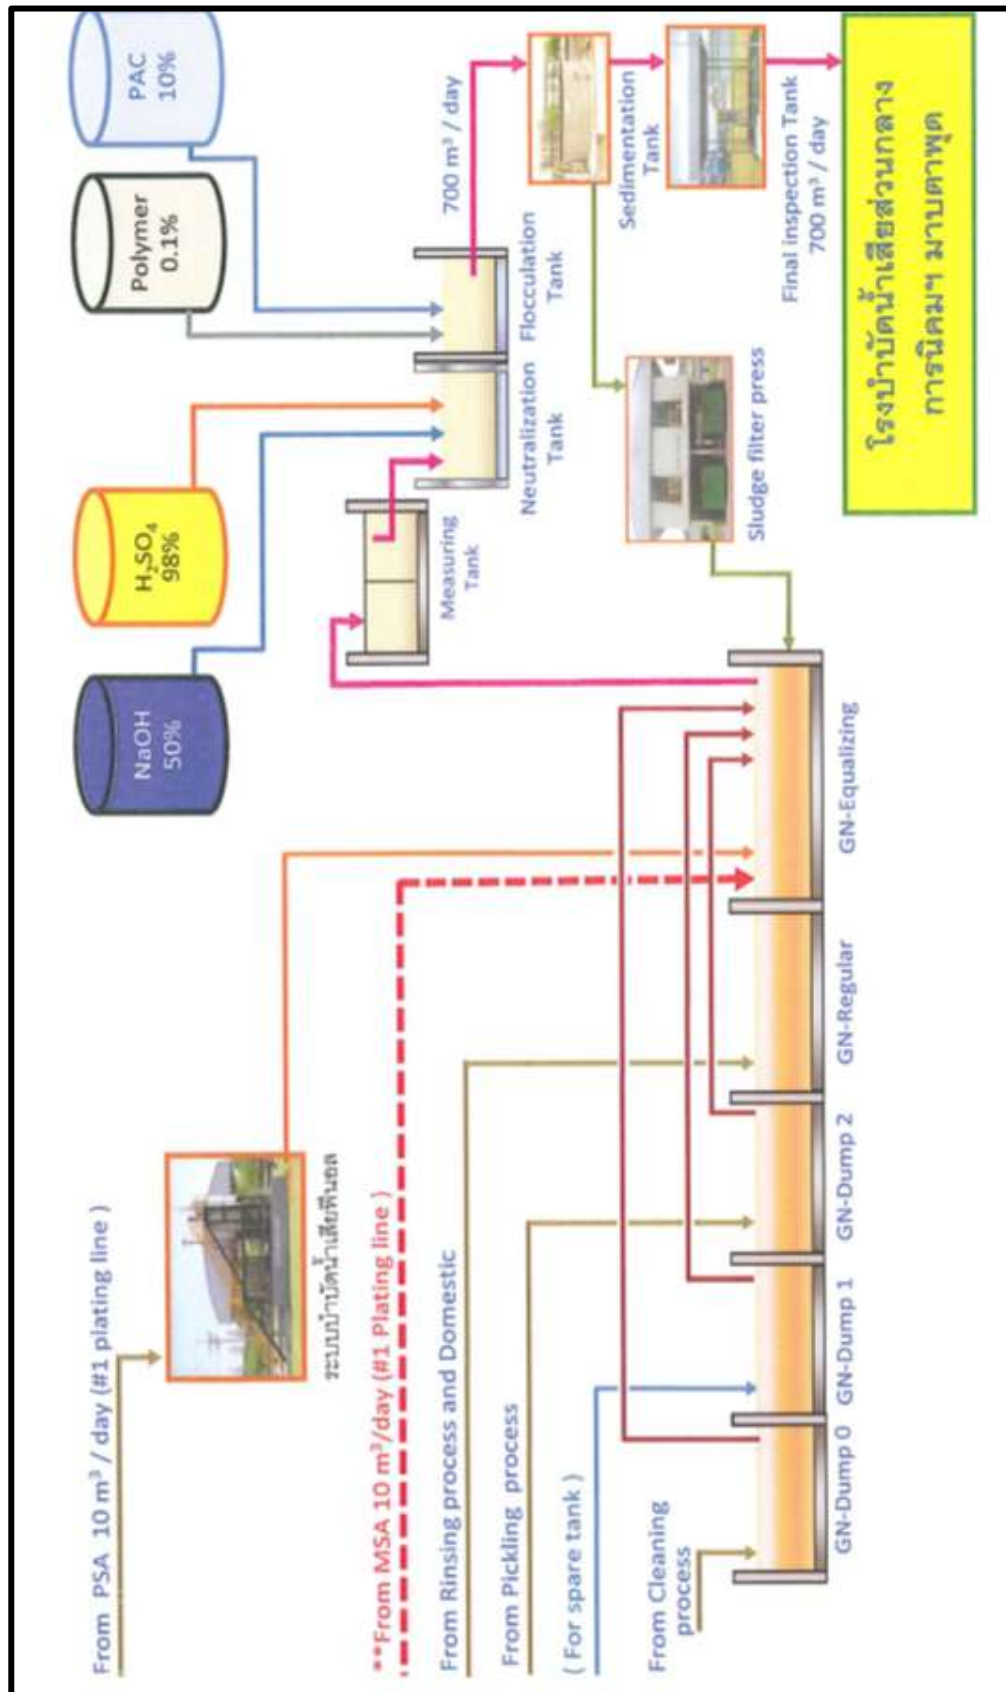 From PSA 10 m³ / day (#1 plating line )
ระบบบำบัดน้ำเสียฟีนอล
**From MSA 10 m³/day (#1 Plating line )
From Rinsing process and Domestic
From Pickling process
( For spare tank )
From Cleaning
process
GN-Dump 0
GN-Dump 1
GN-Dump 2
GN-Regular
GN-Equalizing
NaOH
50%
H₂SO₄
98%
Polymer
0.1%
PAC
10%
Measuring
Tank
Neutralization
Tank
Flocculation
Tank
700 m³ / day
Sedimentation
Tank
Sludge filter press
Final inspection Tank
700 m³ / day
โรงบำบัดน้ำเสียส่วนกลาง
การนิคมฯ มาบตาพุด